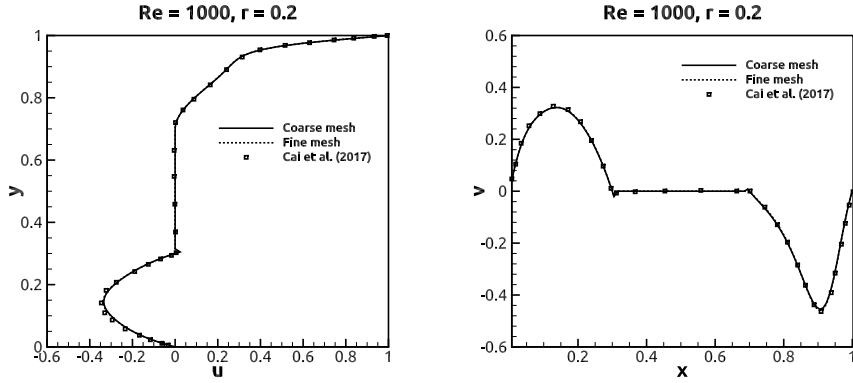 Re = 1000, r = 0.2
1
0.8
0.6
0.4
0.2
0
y
-0.6
-0.4
-0.2
0
0.2
0.4
0.6
0.8
1
u
Coarse mesh
Fine mesh
Cai et al. (2017)
Re = 1000, r = 0.2
0.6
0.4
0.2
0
-0.2
-0.4
-0.6
v
0.2
0.4
0.6
0.8
1
x
Coarse mesh
Fine mesh
Cai et al. (2017)